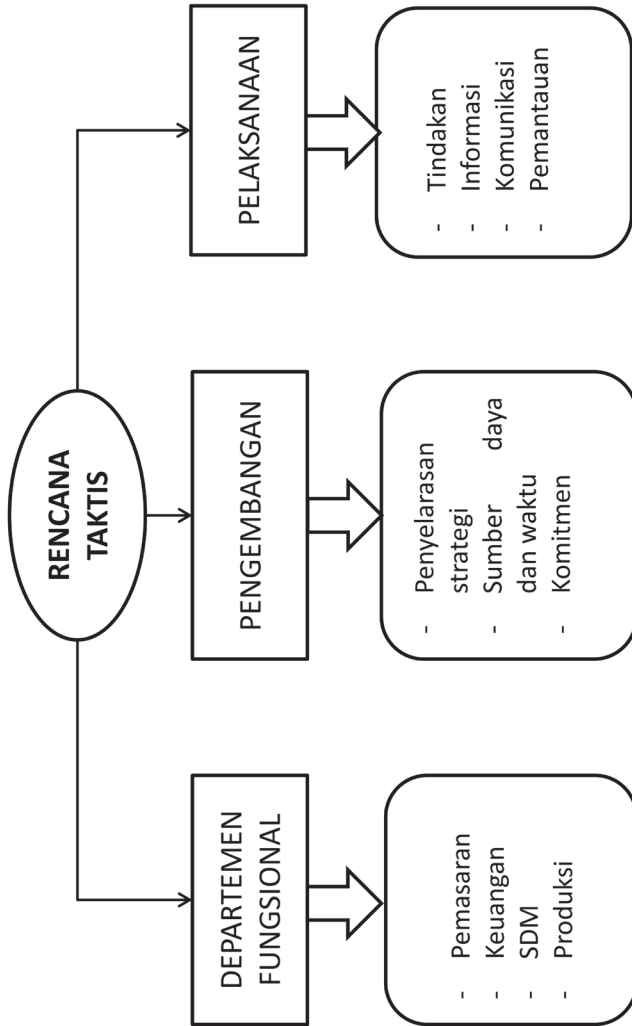 RENCANA
TAKTIS
DEPARTEMEN
FUNGSIONAL
PENGEMBANGAN
PELAKSANAAN
- Pemasaran
- Keuangan
- SDM
- Produksi
- Penyelarasan
strategi
- Sumber daya
dan waktu
- Komitmen
- Tindakan
- Informasi
- Komunikasi
- Pemantauan